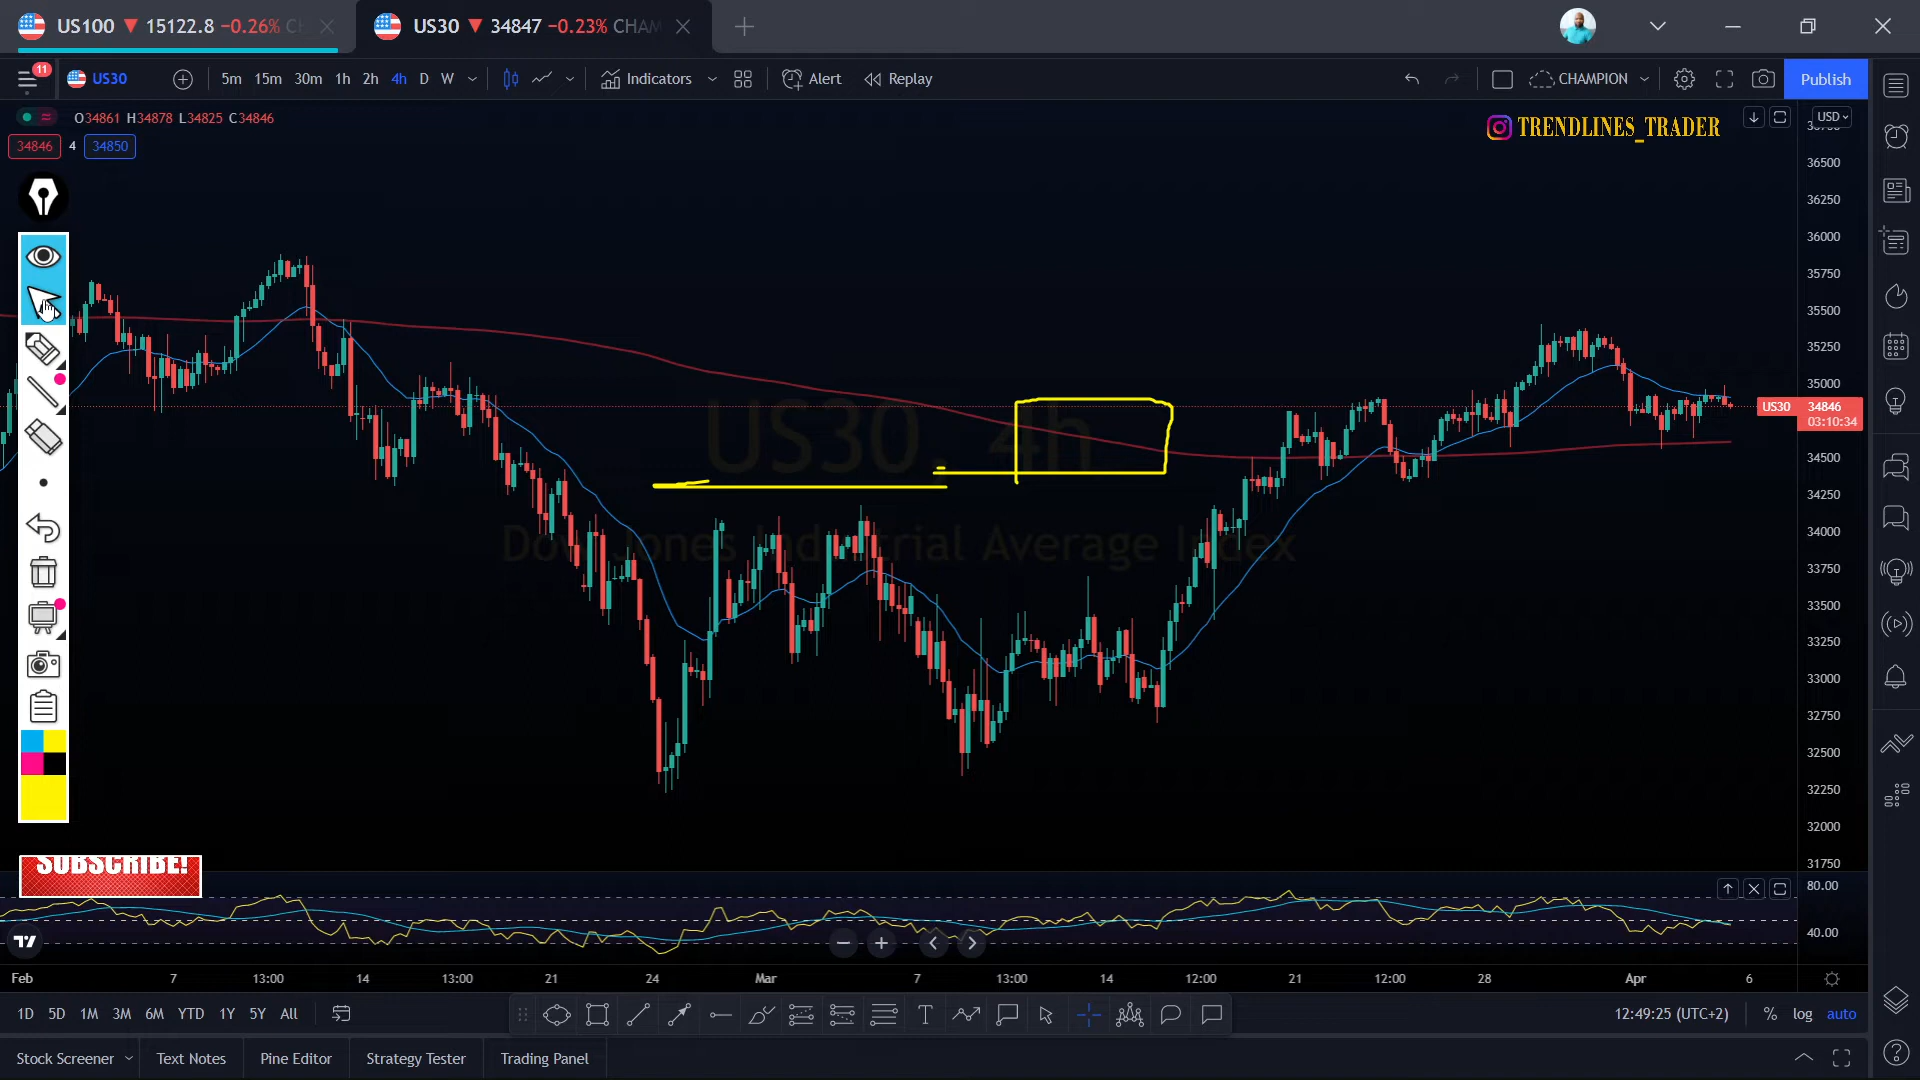 US100 ▼ 15122.8 −0.26%
US30 ▼ 34847 −0.23% CHAM
11
US30 5m 15m 30m 1h 2h 4h D W Indicators Alert Replay CHAMPION Publish
O34861 H34878 L34825 C34846
34846 4 34850
TRENDLINES_TRADER
USD
36500
36250
36000
35750
35500
35250
35000
US30 34846
03:10:34
34500
34250
34000
33750
33500
33250
33000
32750
32500
32250
32000
31750
US30, 4h
Dow Jones Industrial Average Index
SUBSCRIBE!
80.00
40.00
Feb 7 13:00 14 13:00 21 24 Mar 7 13:00 14 12:00 21 12:00 28 Apr 6
1D 5D 1M 3M 6M YTD 1Y 5Y All
12:49:25 (UTC+2) % log auto
Stock Screener Text Notes Pine Editor Strategy Tester Trading Panel